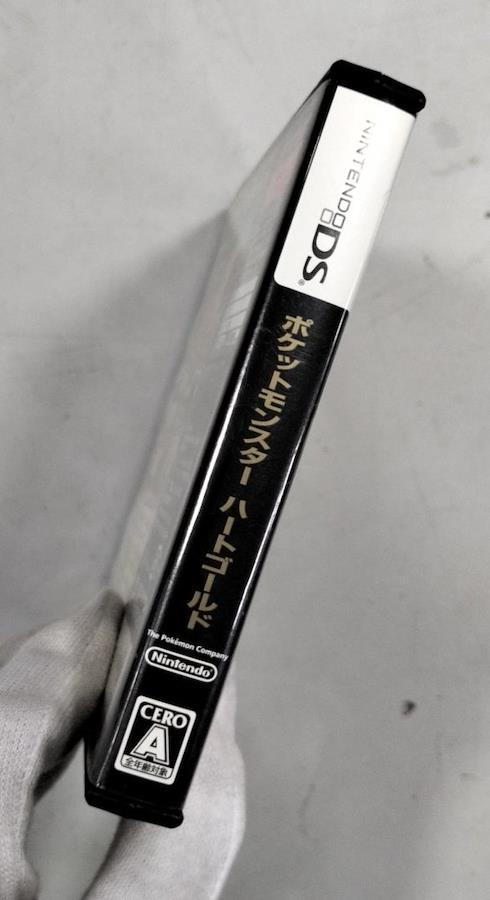 NINTENDO DS®
ポケットモンスター ハートゴールド
The Pokémon Company
Nintendo®
CERO
A
全年齢対象